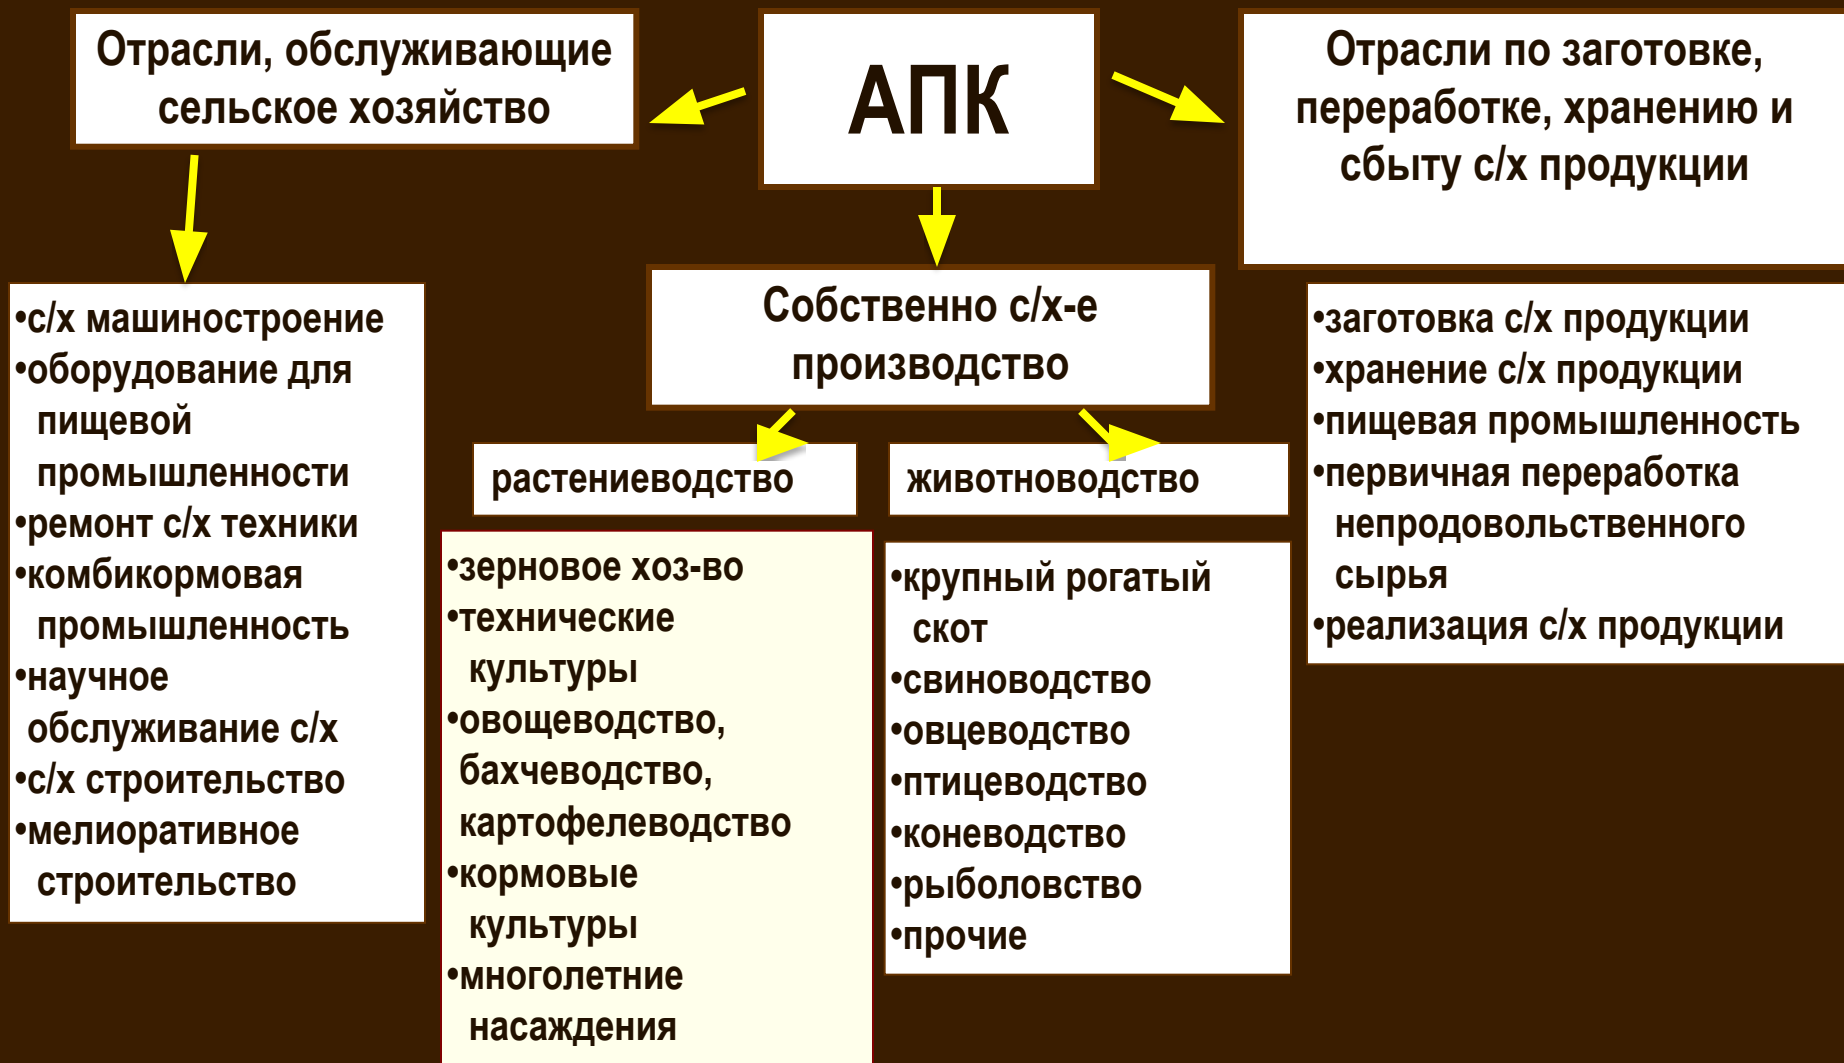 Отрасли, обслуживающие
сельское хозяйство
АПК
Отрасли по заготовке,
переработке, хранению и
сбыту с/х продукции
•с/х машиностроение
•оборудование для
пищевой
промышленности
•ремонт с/х техники
•комбикормовая
промышленность
•научное
обслуживание с/х
•с/х строительство
•мелиоративное
строительство
Собственно с/х-е
производство
растениеводство
•зерновое хоз-во
•технические
культуры
•овощеводство,
бахчеводство,
картофелеводство
•кормовые
культуры
•многолетние
насаждения
животноводство
•крупный рогатый
скот
•свиноводство
•овцеводство
•птицеводство
•коневодство
•рыболовство
•прочие
•заготовка с/х продукции
•хранение с/х продукции
•пищевая промышленность
•первичная переработка
непродовольственного
сырья
•реализация с/х продукции